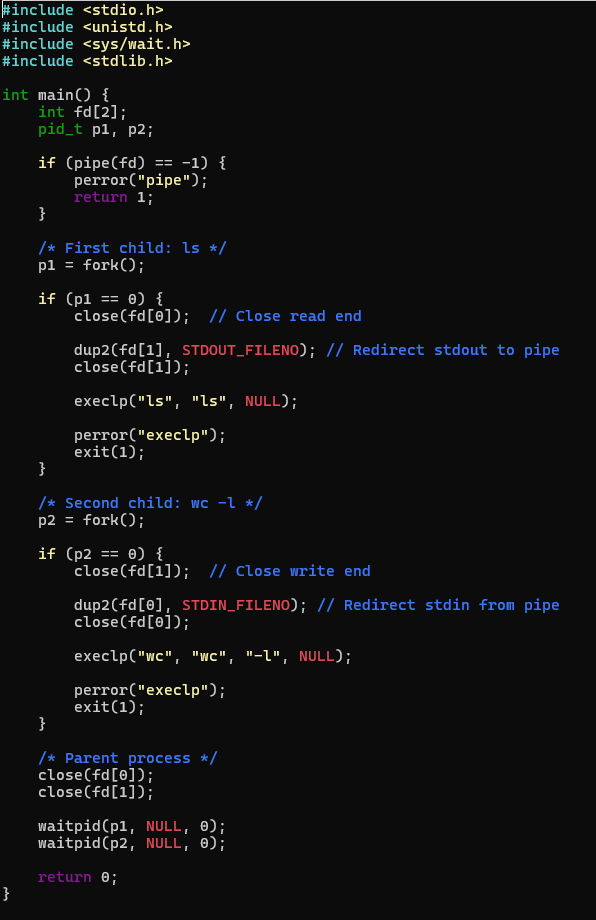 #include <stdio.h>
#include <unistd.h>
#include <sys/wait.h>
#include <stdlib.h>

int main() {
    int fd[2];
    pid_t p1, p2;

    if (pipe(fd) == -1) {
        perror("pipe");
        return 1;
    }

    /* First child: ls */
    p1 = fork();

    if (p1 == 0) {
        close(fd[0]);  // Close read end

        dup2(fd[1], STDOUT_FILENO); // Redirect stdout to pipe
        close(fd[1]);

        execlp("ls", "ls", NULL);

        perror("execlp");
        exit(1);
    }

    /* Second child: wc -l */
    p2 = fork();

    if (p2 == 0) {
        close(fd[1]);  // Close write end

        dup2(fd[0], STDIN_FILENO); // Redirect stdin from pipe
        close(fd[0]);

        execlp("wc", "wc", "-l", NULL);

        perror("execlp");
        exit(1);
    }

    /* Parent process */
    close(fd[0]);
    close(fd[1]);

    waitpid(p1, NULL, 0);
    waitpid(p2, NULL, 0);

    return 0;
}